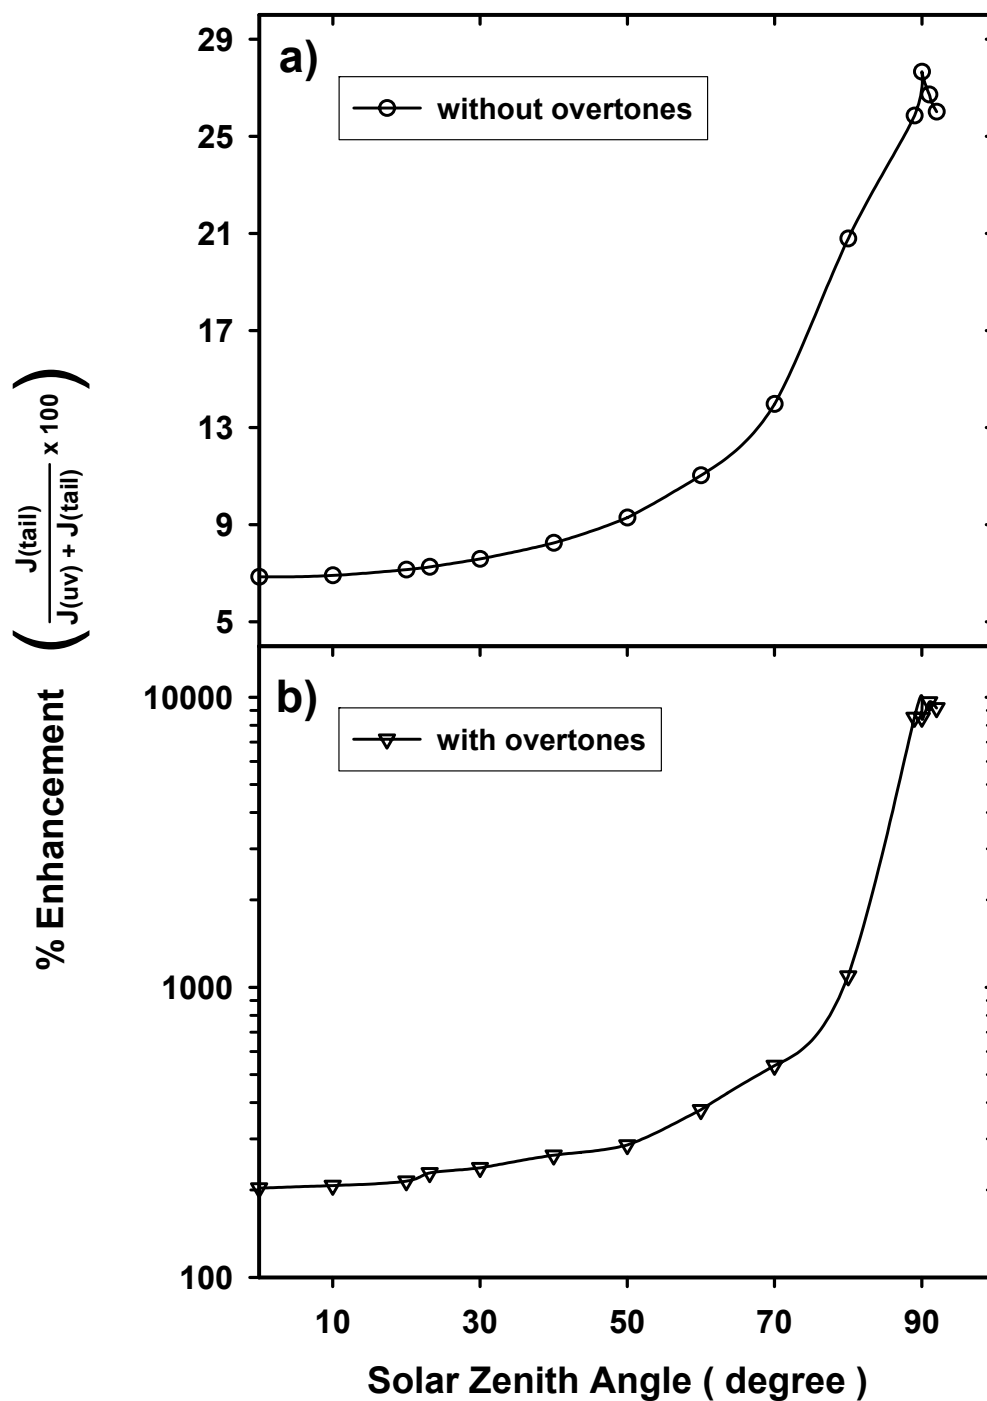 a)
without overtones
29
25
21
17
13
9
5
b)
with overtones
10000
1000
100
10
30
50
70
90
Solar Zenith Angle ( degree )
% Enhancement ( J(tail) / J(uv) + J(tail) x 100 )